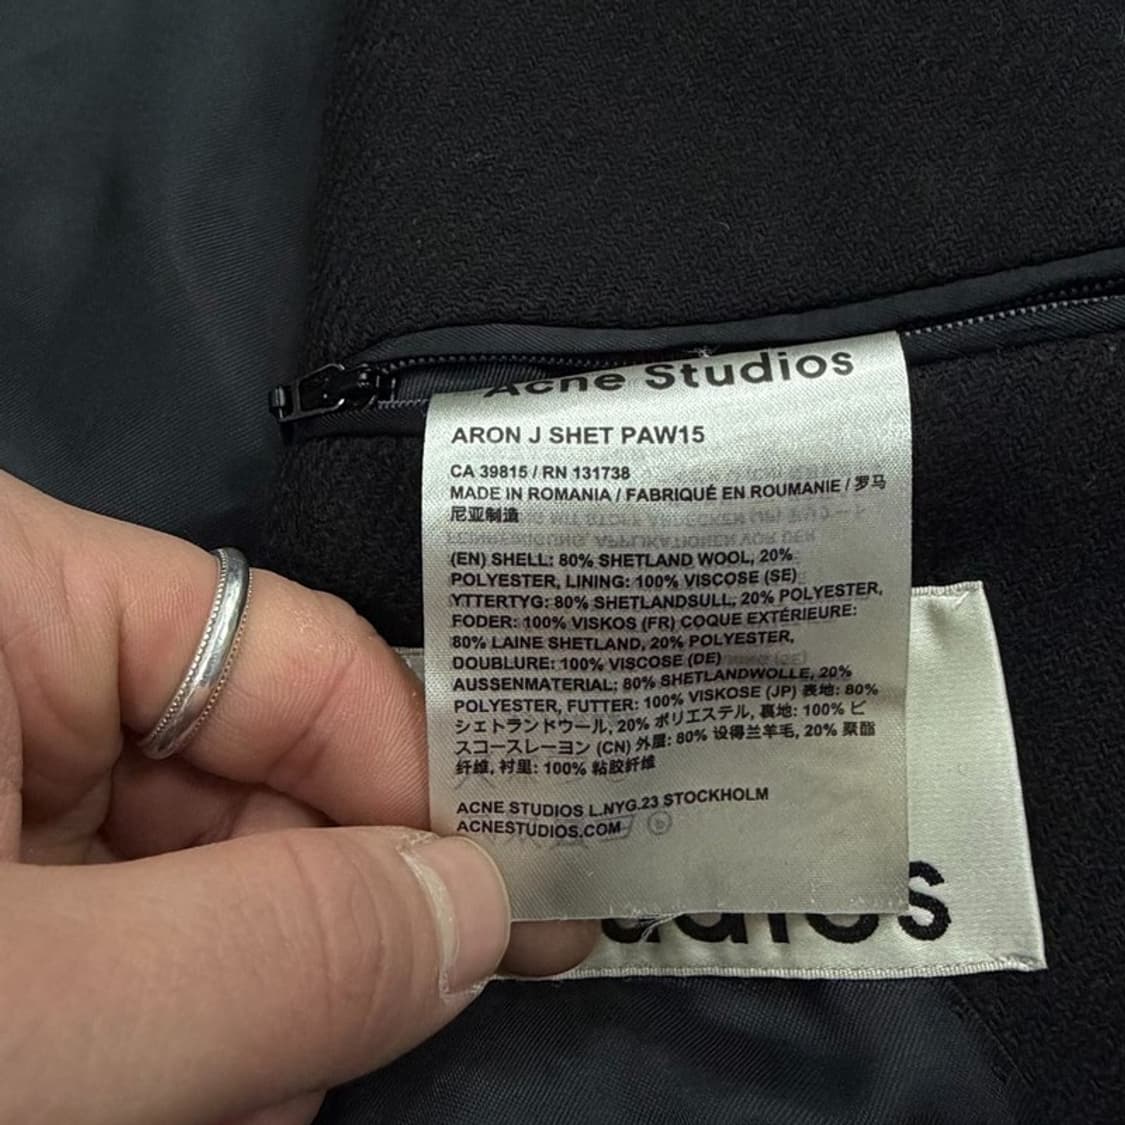 Acne Studios
ARON J SHET PAW15
CA 39815 / RN 131738
MADE IN ROMANIA / FABRIQUÉ EN ROUMANIE / 罗马
尼亚制造
(EN) SHELL: 80% SHETLAND WOOL, 20%
POLYESTER, LINING: 100% VISCOSE (SE)
YTTERTYG: 80% SHETLANDSULL, 20% POLYESTER,
FODER: 100% VISKOS (FR) COQUE EXTÉRIEURE:
80% LAINE SHETLAND, 20% POLYESTER,
DOUBLURE: 100% VISCOSE (DE)
AUSSENMATERIAL: 80% SHETLANDWOLLE, 20%
POLYESTER, FUTTER: 100% VISKOSE (JP) 表地: 80%
シェトランドウール, 20% ポリエステル, 裏地: 100% ビ
スコースレーヨン (CN) 外层: 80% 设得兰羊毛, 20% 聚酯
纤维, 衬里: 100% 粘胶纤维
ACNE STUDIOS L.NYG.23 STOCKHOLM
ACNESTUDIOS.COM